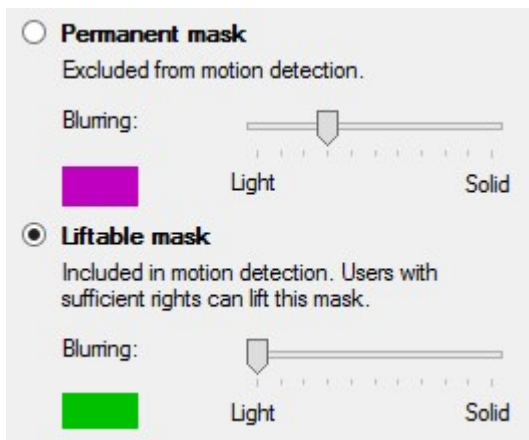 Permanent mask
Excluded from motion detection.
Blurring:
Light Solid
Liftable mask
Included in motion detection. Users with
sufficient rights can lift this mask.
Blurring:
Light Solid